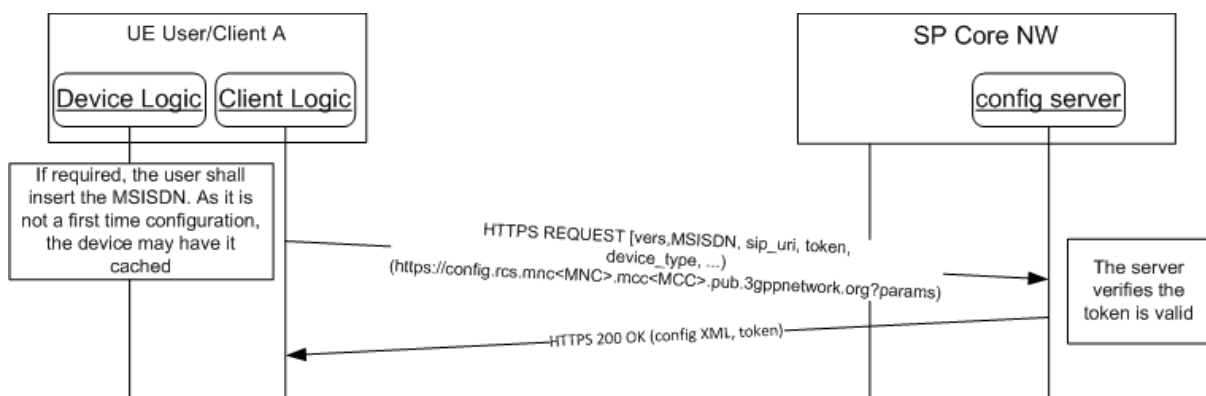 UE User/Client A
SP Core NW
Device Logic
Client Logic
config server
If required, the user shall
insert the MSISDN. As it is
not a first time configuration,
the device may have it
cached
HTTPS REQUEST [vers,MSISDN, sip_uri, token,
device_type, ...)
(https://config.rcs.mnc<MNC>.mcc<MCC>.pub.3gppnetwork.org?params)
The server
verifies the
token is valid
HTTPS 200 OK (config XML, token)